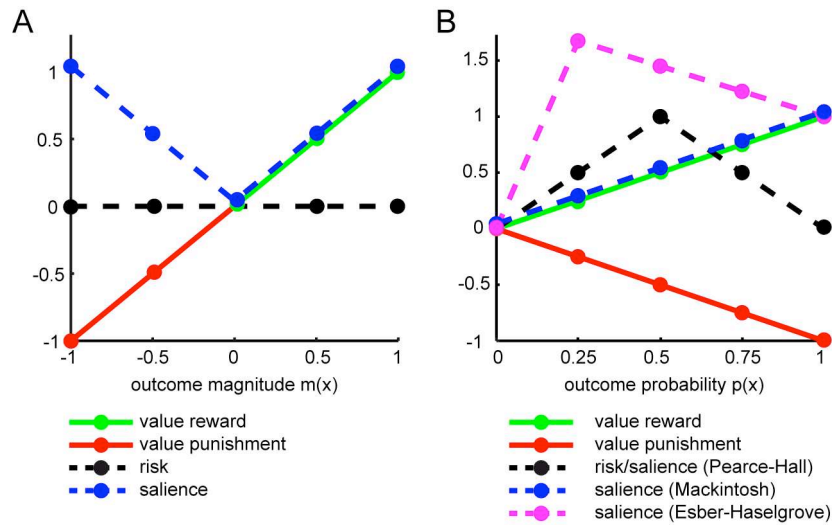 A
1
0.5
0
-0.5
-1
-1 -0.5 0 0.5 1
outcome magnitude m(x)
value reward
value punishment
risk
salience
B
1.5
1
0.5
0
-0.5
-1
0 0.25 0.5 0.75 1
outcome probability p(x)
value reward
value punishment
risk/salience (Pearce-Hall)
salience (Mackintosh)
salience (Esber-Haselgrove)